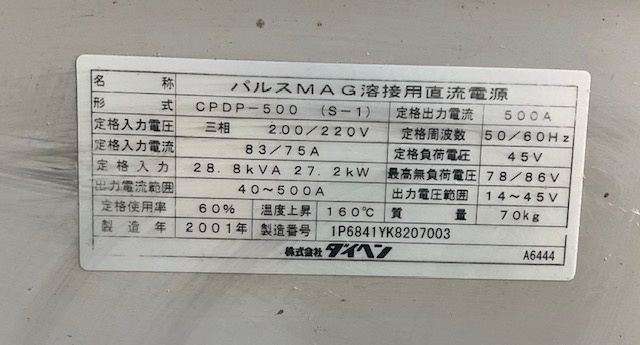 名称 パルスMAG溶接用直流電源
形式 CPDP-500 (S-1) 定格出力電流 500A
定格入力電圧 三相 200/220V 定格周波数 50/60Hz
定格入力電流 83/75A 定格負荷電圧 45V
定格入力 28.8kVA 27.2kW 最高無負荷電圧 78/86V
出力電流範囲 40~500A 出力電圧範囲 14~45V
定格使用率 60% 温度上昇 160℃ 質量 70kg
製造年 2001年 製造番号 1P6841YK8207003
株式会社 ダイヘン A6444